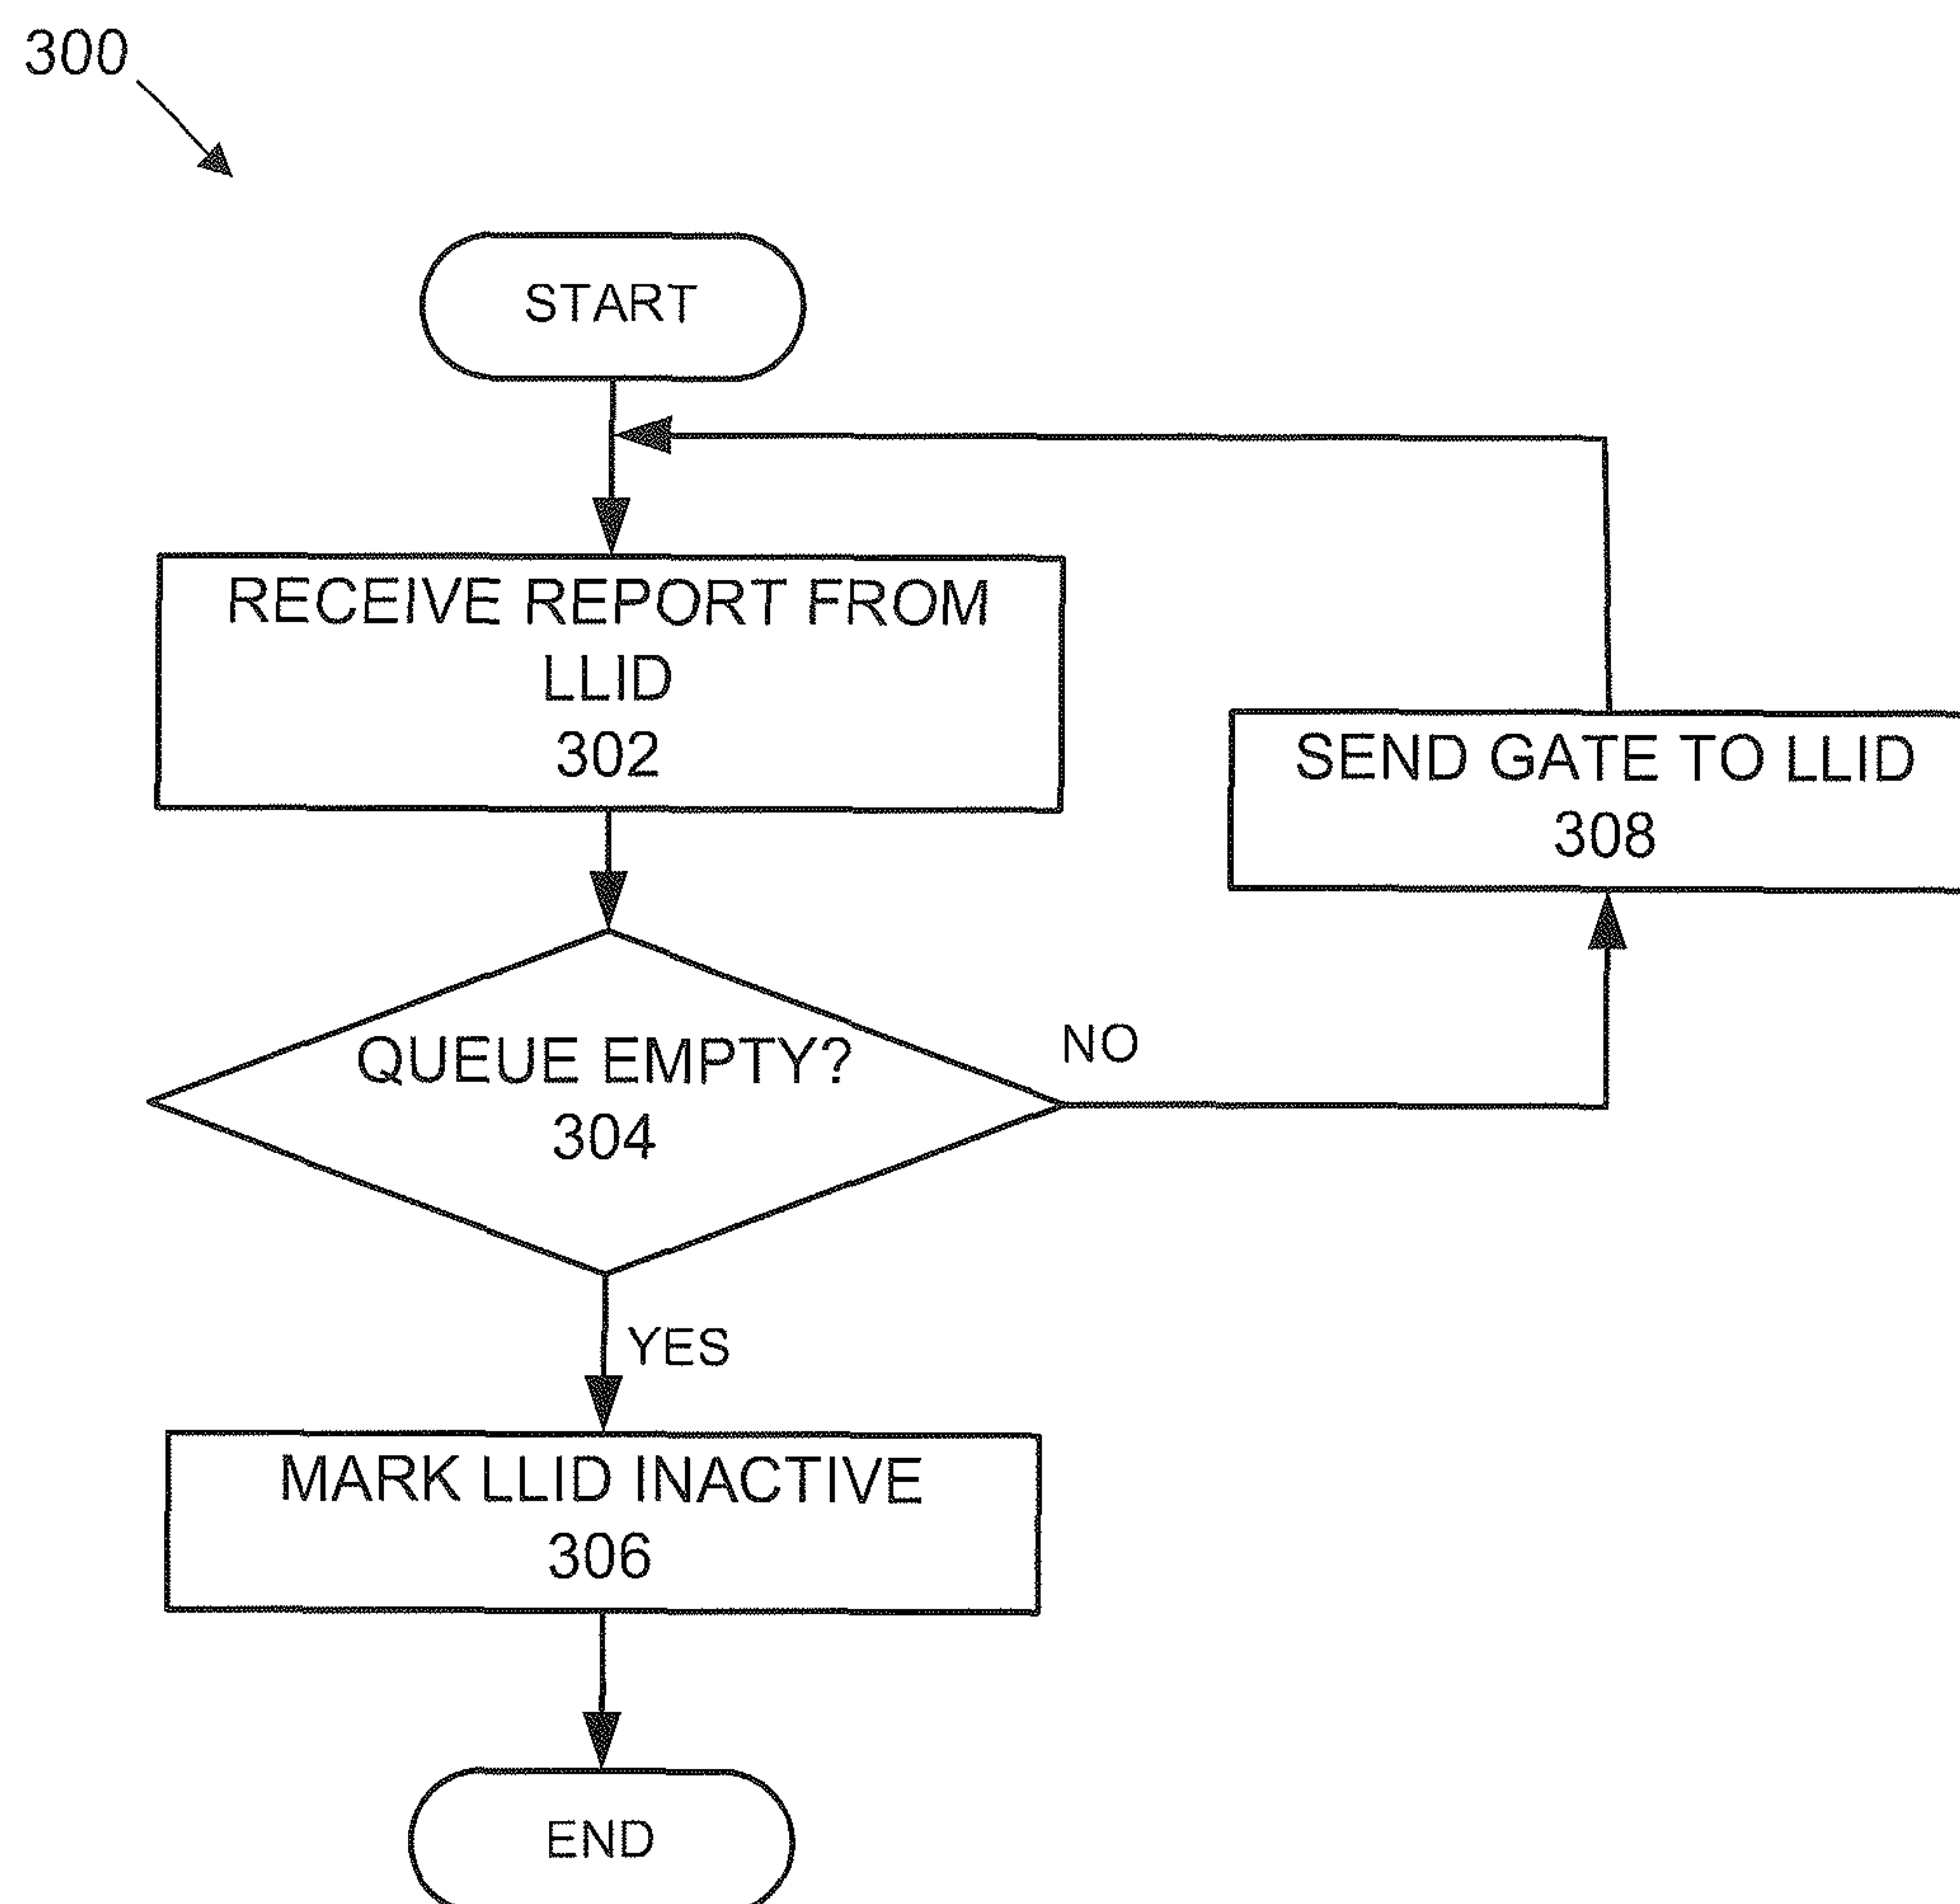 300
START
RECEIVE REPORT FROM
LLID
302
SEND GATE TO LLID
308
QUEUE EMPTY?
304
NO
YES
MARK LLID INACTIVE
306
END